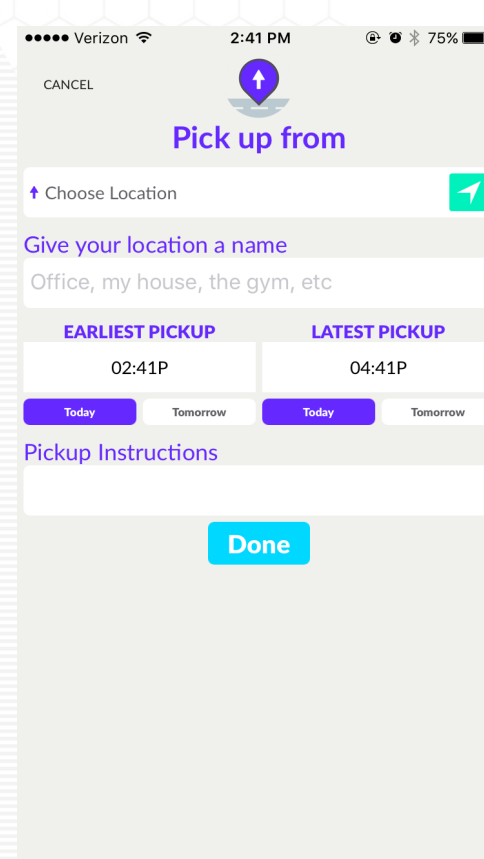 ●●●●● Verizon 2:41 PM 75%
CANCEL
Pick up from
Choose Location
Give your location a name
Office, my house, the gym, etc
EARLIEST PICKUP LATEST PICKUP
02:41P 04:41P
Today Tomorrow Today Tomorrow
Pickup Instructions
Done